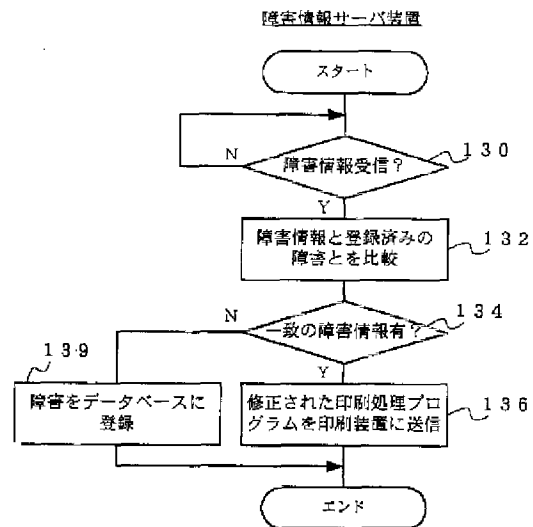 障害情報サーバ装置
スタート
N
障害情報受信？
130
Y
障害情報と登録済みの
障害とを比較
132
N
一致の障害情報有？
134
139
Y
障害をデータベースに
登録
修正された印刷処理プロ
グラムを印刷装置に送信
136
エンド